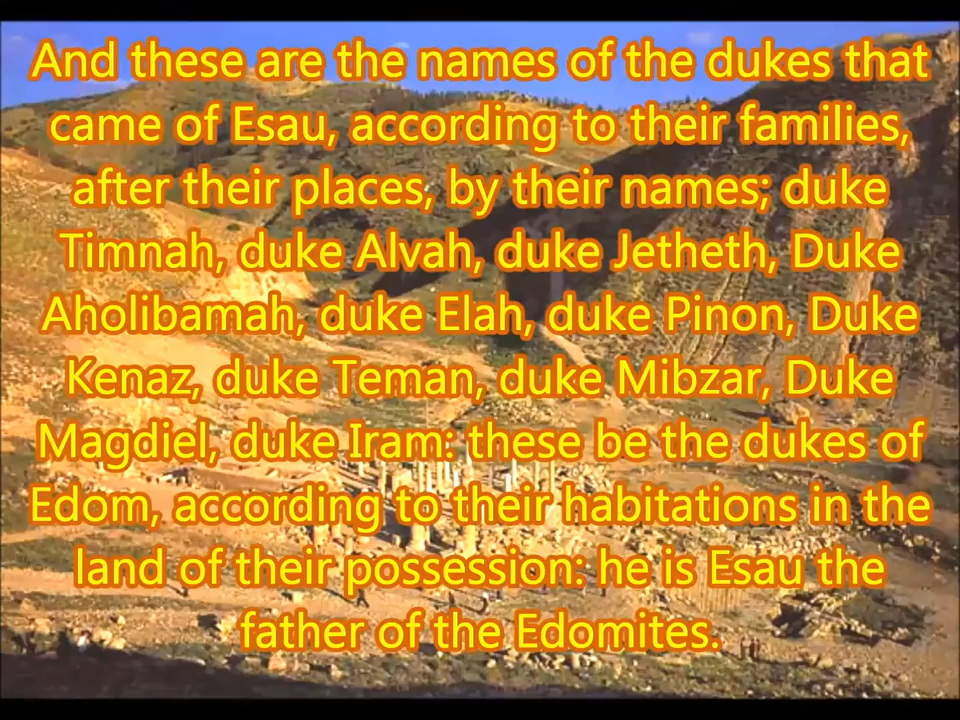 And these are the names of the dukes that
came of Esau, according to their families,
after their places, by their names; duke
Timnah, duke Alvah, duke Jetheth, Duke
Aholibamah, duke Elah, duke Pinon, Duke
Kenaz, duke Teman, duke Mibzar, Duke
Magdiel, duke Iram: these be the dukes of
Edom, according to their habitations in the
land of their possession: he is Esau the
father of the Edomites.